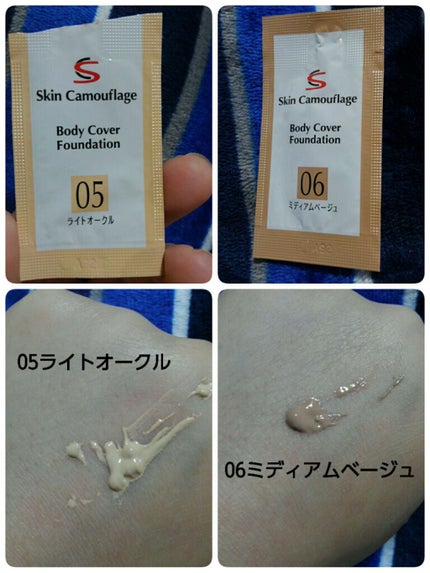 Skin Camouflage
Body Cover
Foundation
05
ライトオークル
Skin Camouflage
Body Cover
Foundation
06
ミディアムベージュ
05ライトオークル
06ミディアムベージュ